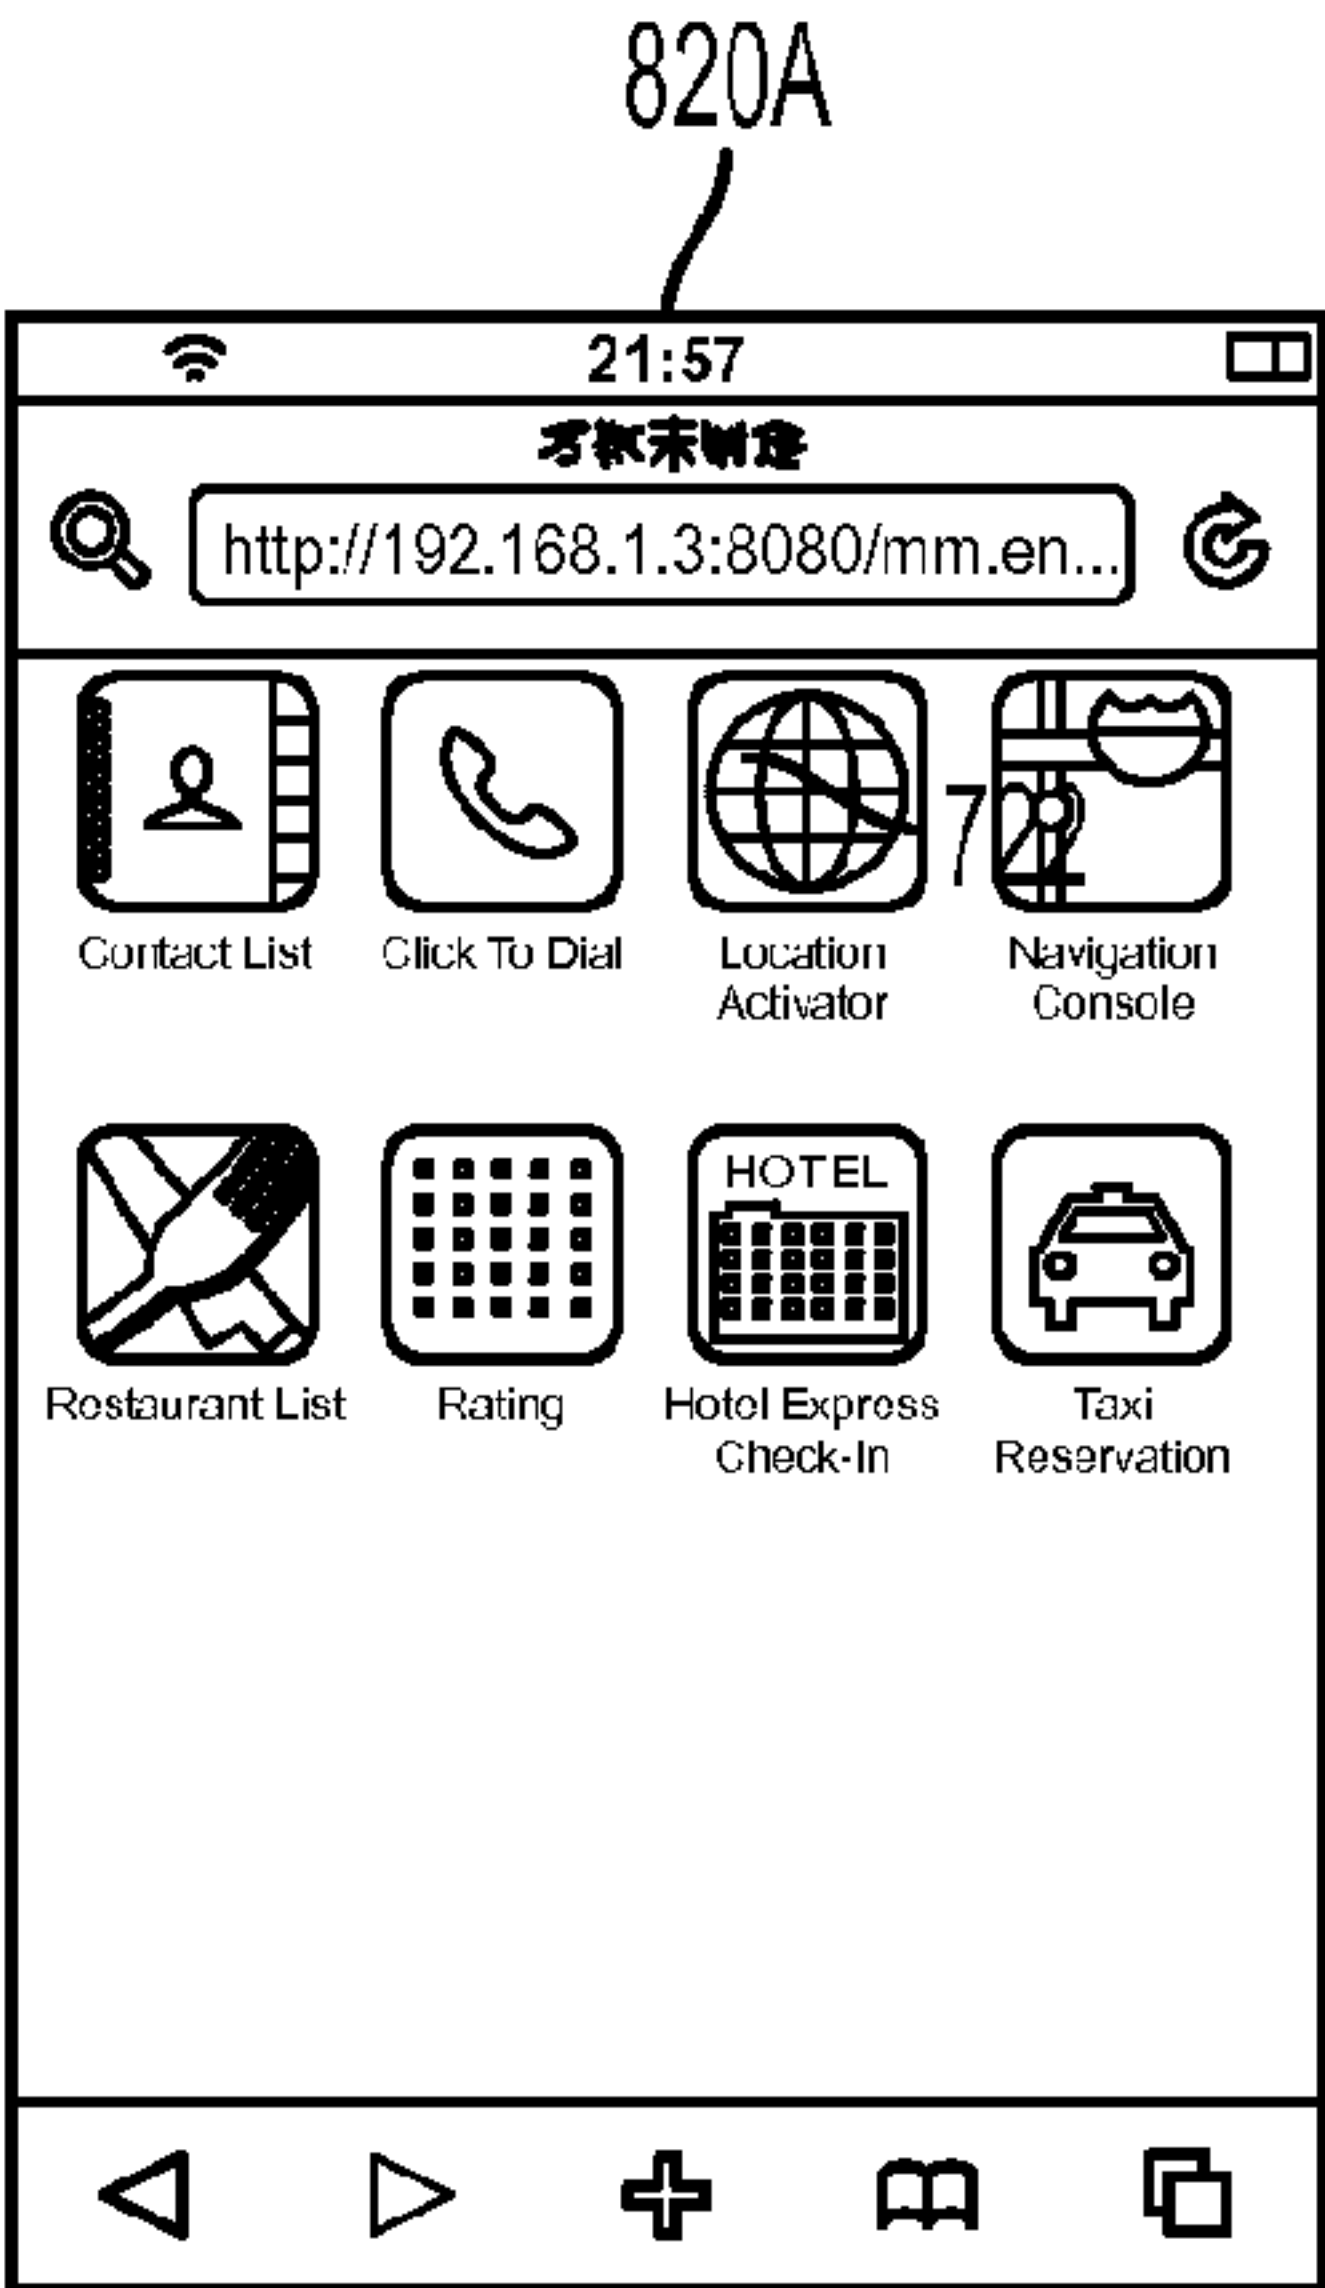 820A
21:57
http://192.168.1.3:8080/mm.en...
722
Contact List
Click To Dial
Location
Activator
Navigation
Console
HOTEL
Restaurant List
Rating
Hotel Express
Check-In
Taxi
Reservation